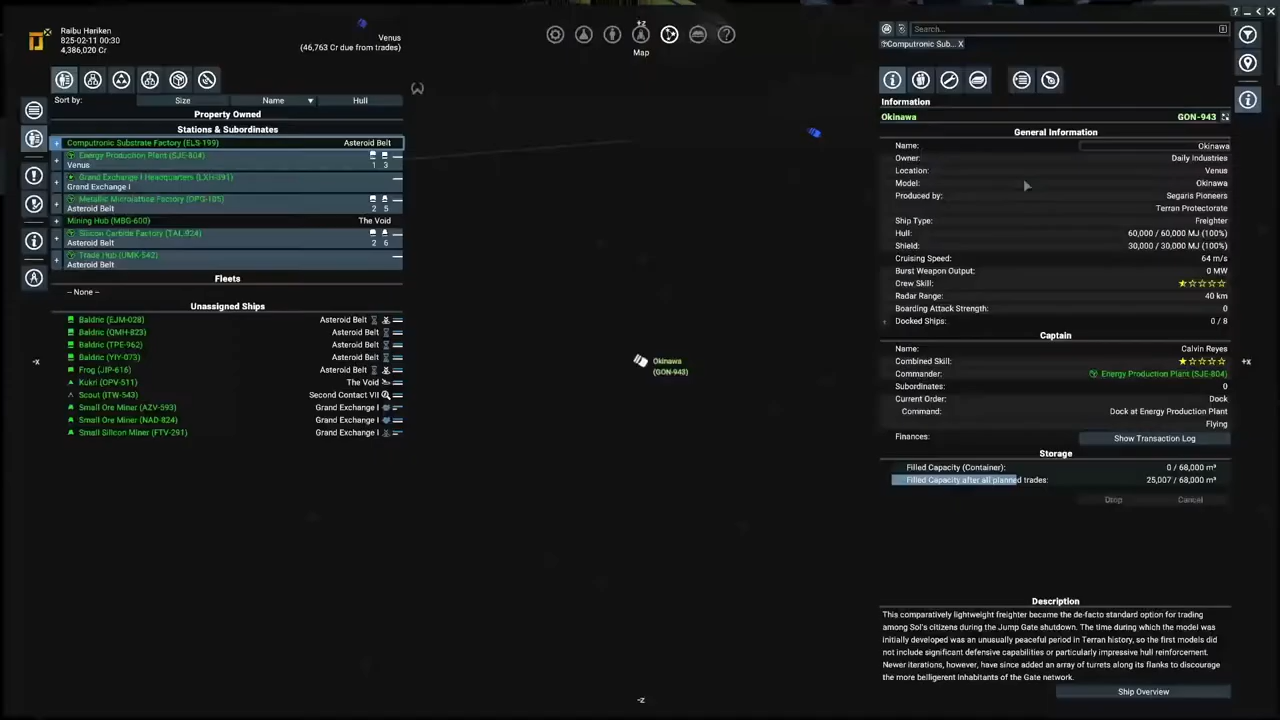 Raibu Hariken
825-02-11 00:30
4,386,020 Cr
Venus
(46,763 Cr due from trades)
Map
Sort by:
Size
Name
Hull
Property Owned
Stations & Subordinates
Computronic Substrate Factory (ELS-199) Asteroid Belt
Energy Production Plant (SJE-804)
Venus 1 3
Grand Exchange I Headquarters (LXH-391)
Grand Exchange I
Metallic Microlattice Factory (DPG-105)
Asteroid Belt 2 5
Mining Hub (MBG-600) The Void
Silicon Carbide Factory (TAL-924)
Asteroid Belt 2 6
Trade Hub (UMK-542)
Asteroid Belt
Fleets
-- None --
Unassigned Ships
Baldric (EJM-028) Asteroid Belt
Baldric (QMH-823) Asteroid Belt
Baldric (TPE-962) Asteroid Belt
Baldric (YIY-073) Asteroid Belt
Frog (JIP-616) Asteroid Belt
Kukri (OPV-511) The Void
Scout (ITW-543) Second Contact VII
Small Ore Miner (AZV-593) Grand Exchange I
Small Ore Miner (NAD-824) Grand Exchange I
Small Silicon Miner (FTV-291) Grand Exchange I
+Z
-X
+X
-Z
Okinawa
(GON-943)
Search...
Computronic Sub... X
Information
Okinawa GON-943
General Information
Name: Okinawa
Owner: Daily Industries
Location: Venus
Model: Okinawa
Produced by: Segaris Pioneers
Terran Protectorate
Ship Type: Freighter
Hull: 60,000 / 60,000 MJ (100%)
Shield: 30,000 / 30,000 MJ (100%)
Cruising Speed: 64 m/s
Burst Weapon Output: 0 MW
Crew Skill: ★☆☆☆☆
Radar Range: 40 km
Boarding Attack Strength: 0
Docked Ships: 0 / 8
Captain
Name: Calvin Reyes
Combined Skill: ★☆☆☆☆
Commander: Energy Production Plant (SJE-804)
Subordinates: 0
Current Order: Dock
Command: Dock at Energy Production Plant
Flying
Finances: Show Transaction Log
Storage
Filled Capacity (Container): 0 / 68,000 m³
Filled Capacity after all planned trades: 25,007 / 68,000 m³
Drop
Cancel
Description
This comparatively lightweight freighter became the de-facto standard option for trading
among Sol's citizens during the Jump Gate shutdown. The time during which the model was
initially developed was an unusually peaceful period in Terran history, so the first models did
not include significant defensive capabilities or particularly impressive hull reinforcement.
Newer iterations, however, have since added an array of turrets along its flanks to discourage
the more belligerent inhabitants of the Gate network.
Ship Overview